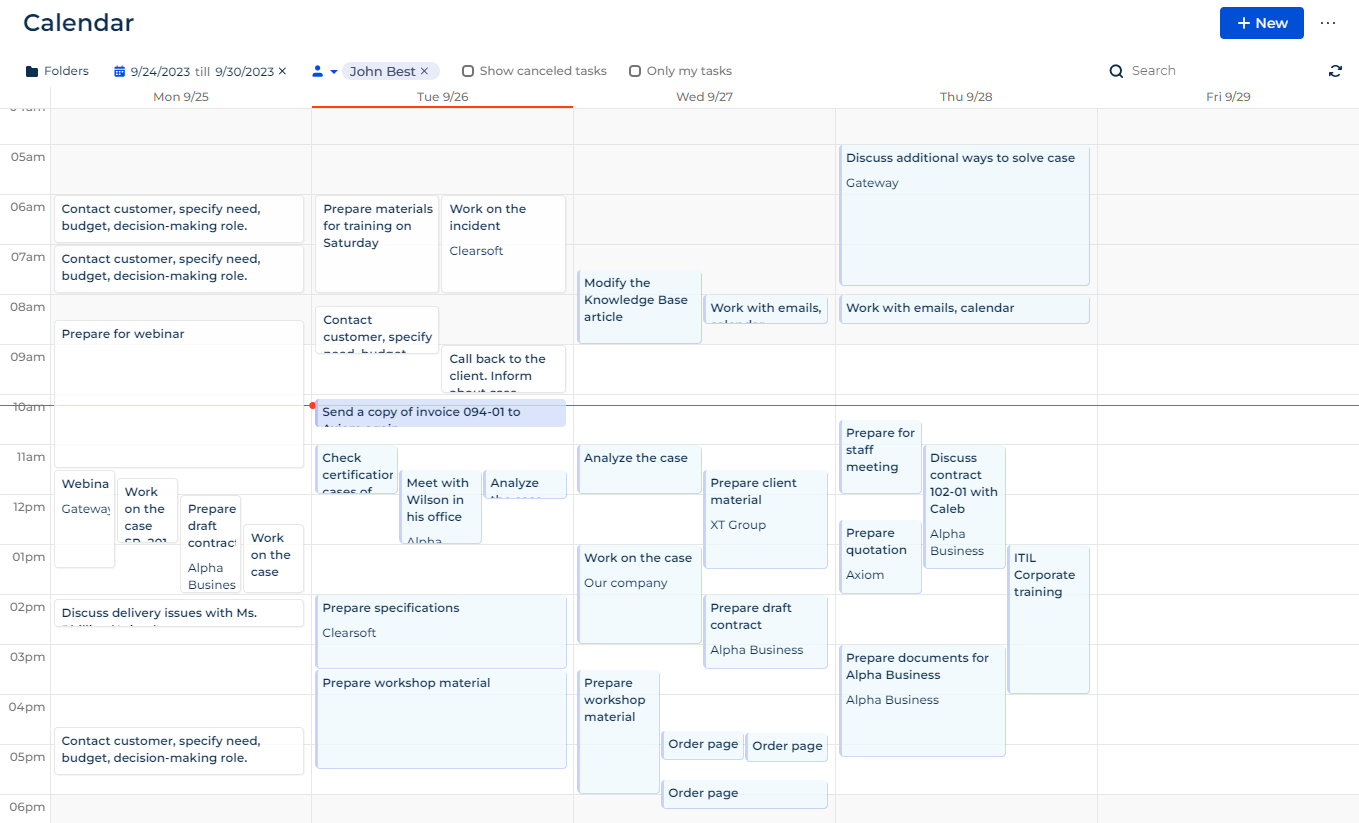 Calendar
+ New
Folders
9/24/2023 till 9/30/2023 ×
John Best ×
Show canceled tasks
Only my tasks
Search
Mon 9/25
Tue 9/26
Wed 9/27
Thu 9/28
Fri 9/29
05am
06am
07am
08am
09am
10am
11am
12pm
01pm
02pm
03pm
04pm
05pm
06pm
Contact customer, specify need,
budget, decision-making role.
Contact customer, specify need,
budget, decision-making role.
Prepare for webinar
Webina
Gateway
Work
on the
case
Prepare
draft
contract
Alpha
Busines
Work
on the
case
Discuss delivery issues with Ms.
Contact customer, specify need,
budget, decision-making role.
Prepare materials
for training on
Saturday
Work on the
incident
Clearsoft
Contact
customer, specify
need, budget
Call back to the
client. Inform
about case
Send a copy of invoice 094-01 to
Axiom again
Check
certification
cases of
Meet with
Wilson in
his office
Alpha
Analyze
the case
Prepare specifications
Clearsoft
Prepare workshop material
Modify the
Knowledge Base
article
Work with emails,
calendar
Analyze the case
Prepare client
material
XT Group
Work on the case
Our company
Prepare draft
contract
Alpha Business
Prepare
workshop
material
Order page
Order page
Order page
Discuss additional ways to solve case
Gateway
Work with emails, calendar
Prepare for
staff
meeting
Discuss
contract
102-01 with
Caleb
Alpha
Business
Prepare
quotation
Axiom
ITIL
Corporate
training
Prepare documents for
Alpha Business
Alpha Business